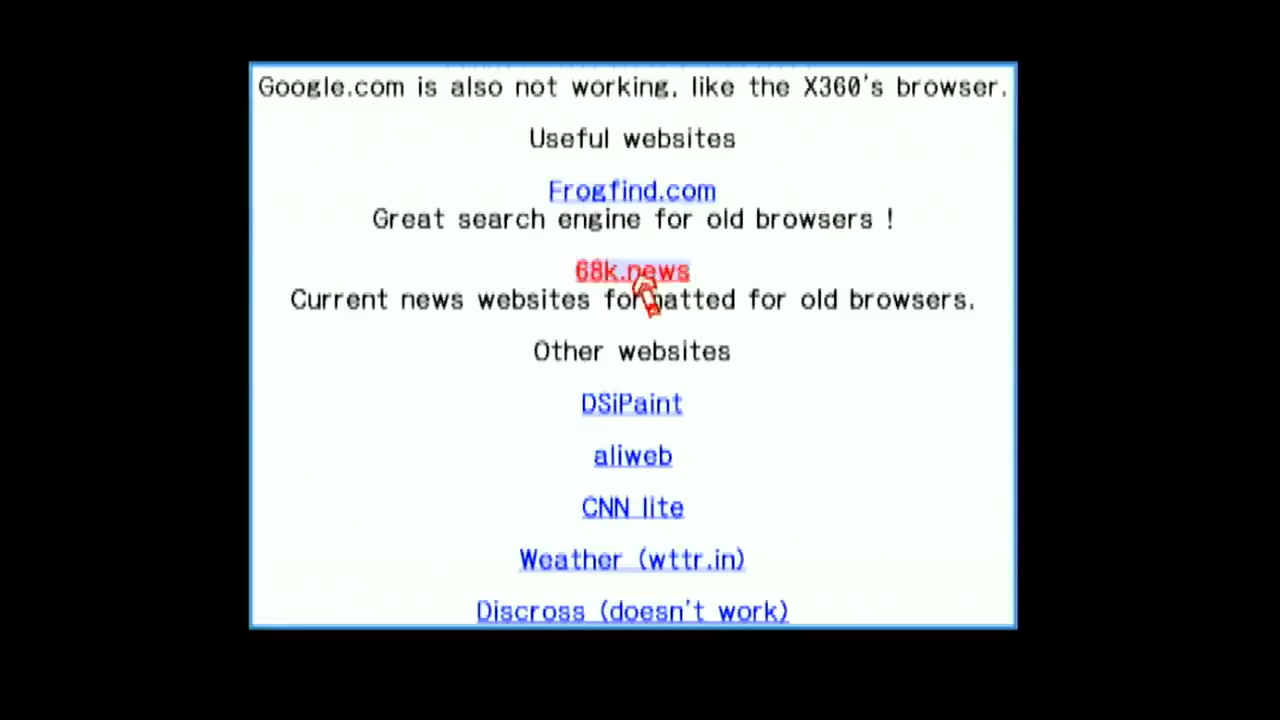 Google.com is also not working, like the X360's browser.
Useful websites
Frogfind.com
Great search engine for old browsers !
68k.news
Current news websites formatted for old browsers.
Other websites
DSiPaint
aliweb
CNN lite
Weather (wttr.in)
Discross (doesn't work)